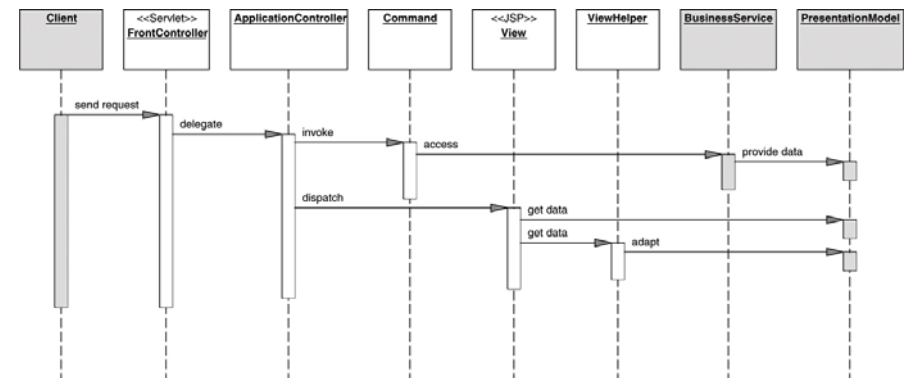 Client
<<Servlet>>
FrontController
ApplicationController
Command
<<JSP>>
View
ViewHelper
BusinessService
PresentationModel
send request
delegate
invoke
access
provide data
dispatch
get data
get data
adapt